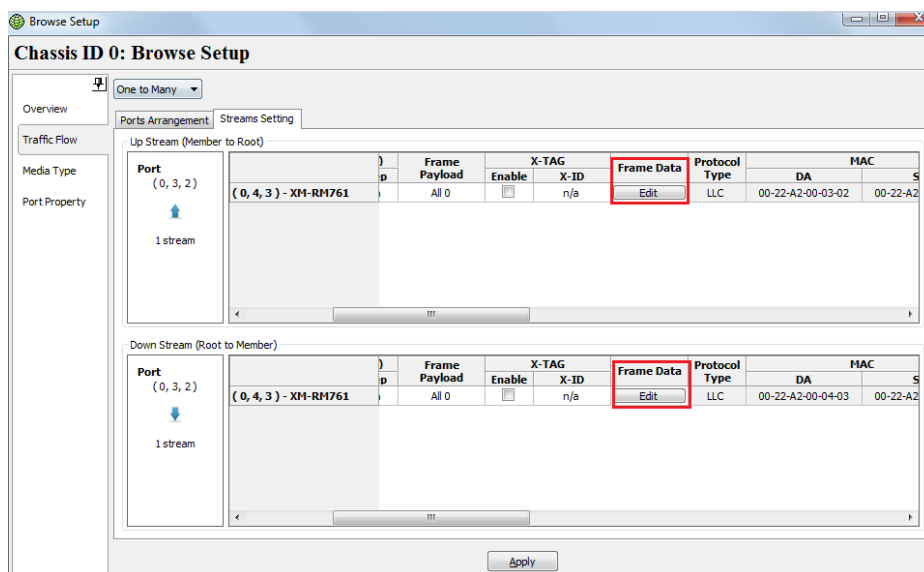 Browse Setup
Chassis ID 0: Browse Setup
Overview
Traffic Flow
Media Type
Port Property
One to Many
Ports Arrangement Streams Setting
Up Stream (Member to Root)
Port
( 0, 3, 2 )
1 stream
) Frame Payload X-TAG Frame Data Protocol Type MAC
Enable X-ID DA S
( 0, 4, 3 ) - XM-RM761 All 0 n/a Edit LLC 00-22-A2-00-03-02 00-22-A2
Down Stream (Root to Member)
Port
( 0, 3, 2 )
1 stream
) Frame Payload X-TAG Frame Data Protocol Type MAC
Enable X-ID DA S
( 0, 4, 3 ) - XM-RM761 All 0 n/a Edit LLC 00-22-A2-00-04-03 00-22-A2
Apply